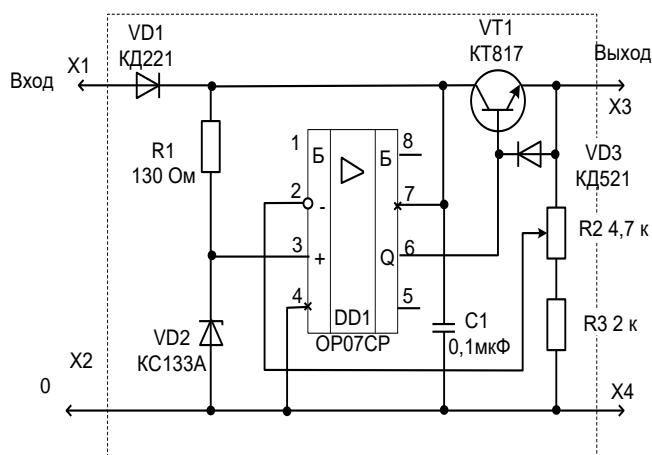 VD1
КД221
VT1
КТ817
Вход
X1
Выход
X3
R1
130 Ом
1
Б
Б
8
2
-
7
VD3
КД521
3
+
Q
6
R2 4,7 к
4
DD1
5
OP07CP
C1
0,1мкФ
R3 2 к
VD2
КС133А
X2
0
X4